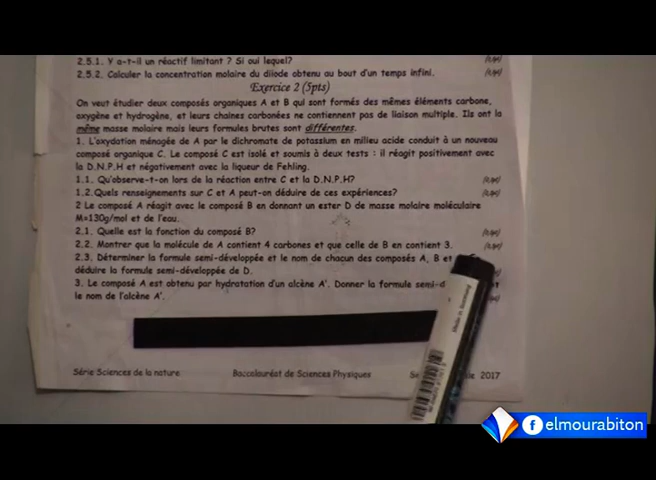 2.5.1. Y a-t-il un réactif limitant ? Si oui lequel?
2.5.2. Calculer la concentration molaire du diiode obtenu au bout d'un temps infini.
Exercice 2 (5pts)
On veut étudier deux composés organiques A et B qui sont formés des mêmes éléments carbone,
oxygène et hydrogène, et leurs chaines carbonées ne contiennent pas de liaison multiple. Ils ont la
même masse molaire mais leurs formules brutes sont différentes.
1. L'oxydation ménagée de A par le dichromate de potassium en milieu acide conduit à un nouveau
composé organique C. Le composé C est isolé et soumis à deux tests : il réagit positivement avec
la D.N.P.H et négativement avec la liqueur de Fehling.
1.1. Qu'observe-t-on lors de la réaction entre C et la D.N.P.H?
1.2.Quels renseignements sur C et A peut-on déduire de ces expériences?
2 Le composé A réagit avec le composé B en donnant un ester D de masse molaire moléculaire
M=130g/mol et de l'eau.
2.1. Quelle est la fonction du composé B?
2.2. Montrer que la molécule de A contient 4 carbones et que celle de B en contient 3.
2.3. Déterminer la formule semi-développée et le nom de chacun des composés A, B et
déduire la formule semi-développée de D.
3. Le composé A est obtenu par hydratation d'un alcène A'. Donner la formule semi-d
le nom de l'alcène A'.
Série Sciences de la nature Baccalauréat de Sciences Physiques 2017
elmourabiton